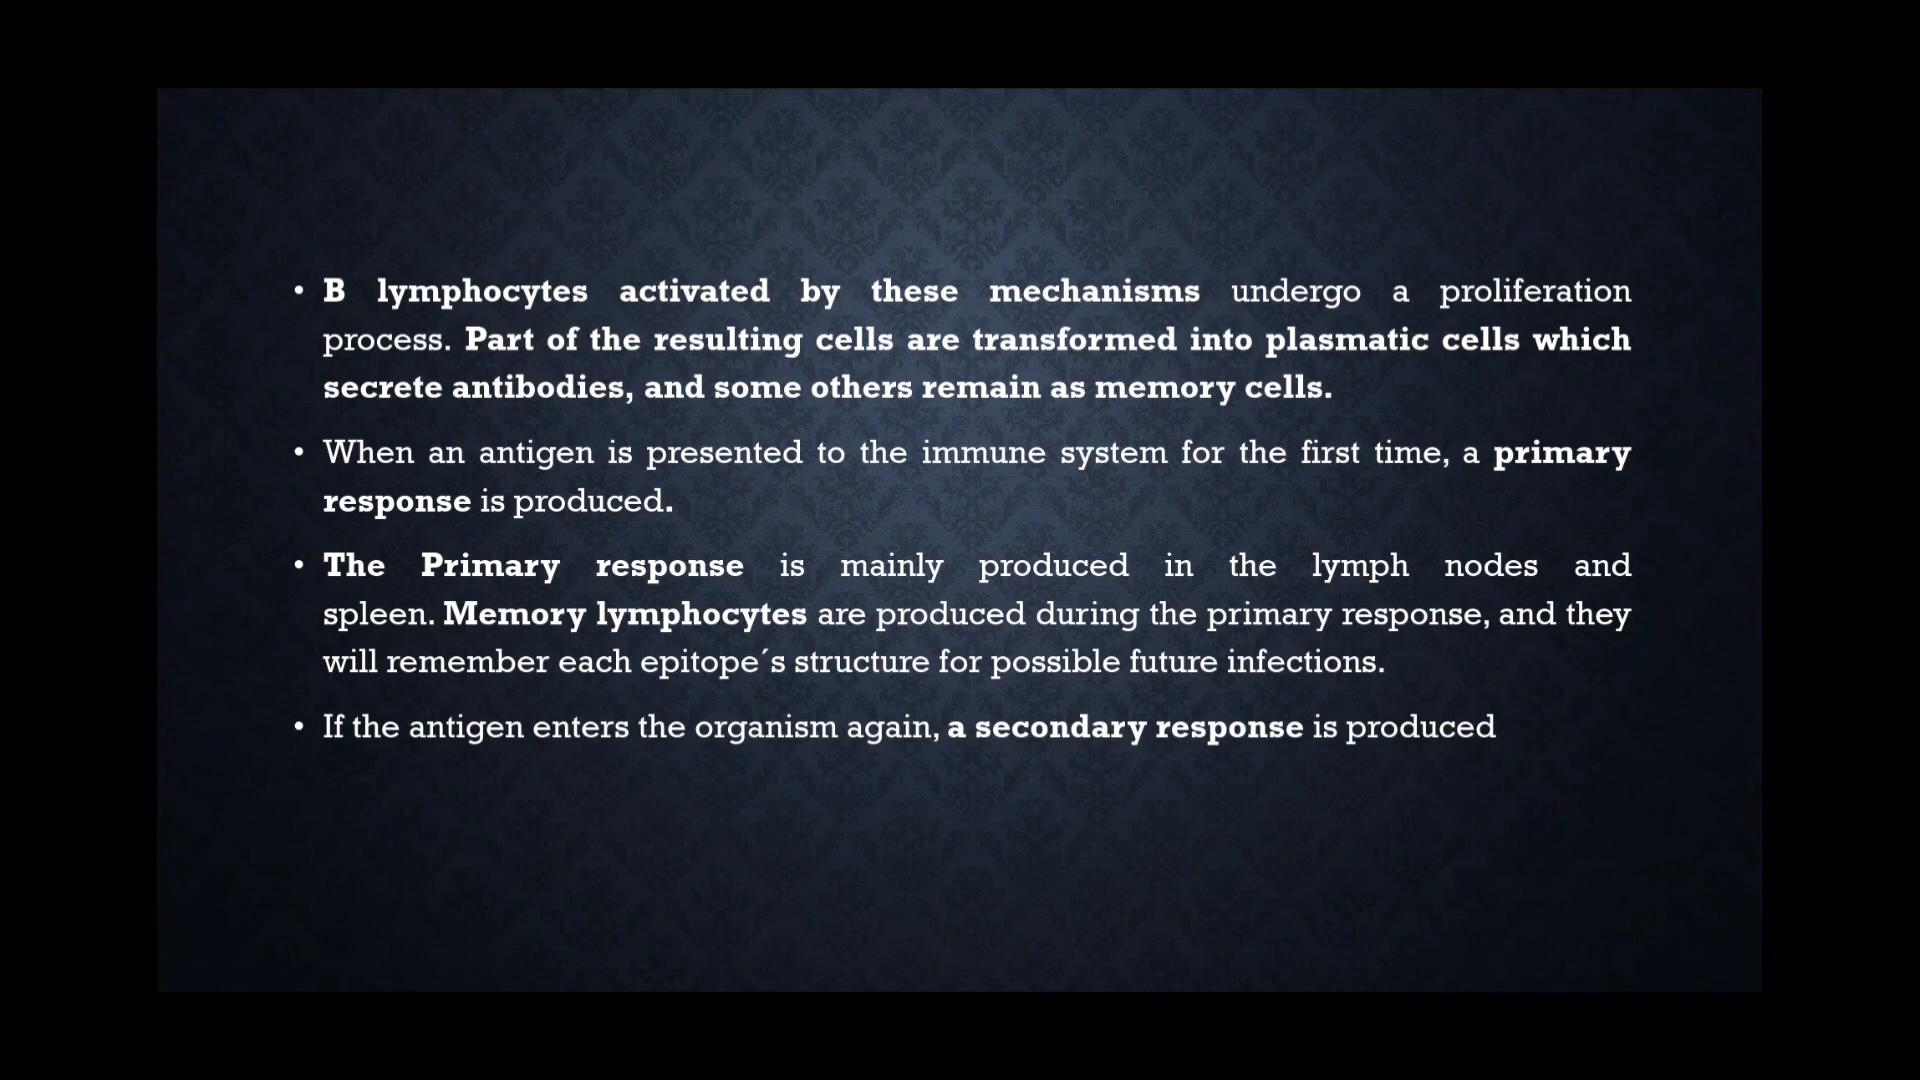 • B lymphocytes activated by these mechanisms undergo a proliferation
process. Part of the resulting cells are transformed into plasmatic cells which
secrete antibodies, and some others remain as memory cells.
• When an antigen is presented to the immune system for the first time, a primary
response is produced.
• The Primary response is mainly produced in the lymph nodes and
spleen. Memory lymphocytes are produced during the primary response, and they
will remember each epitope´s structure for possible future infections.
• If the antigen enters the organism again, a secondary response is produced